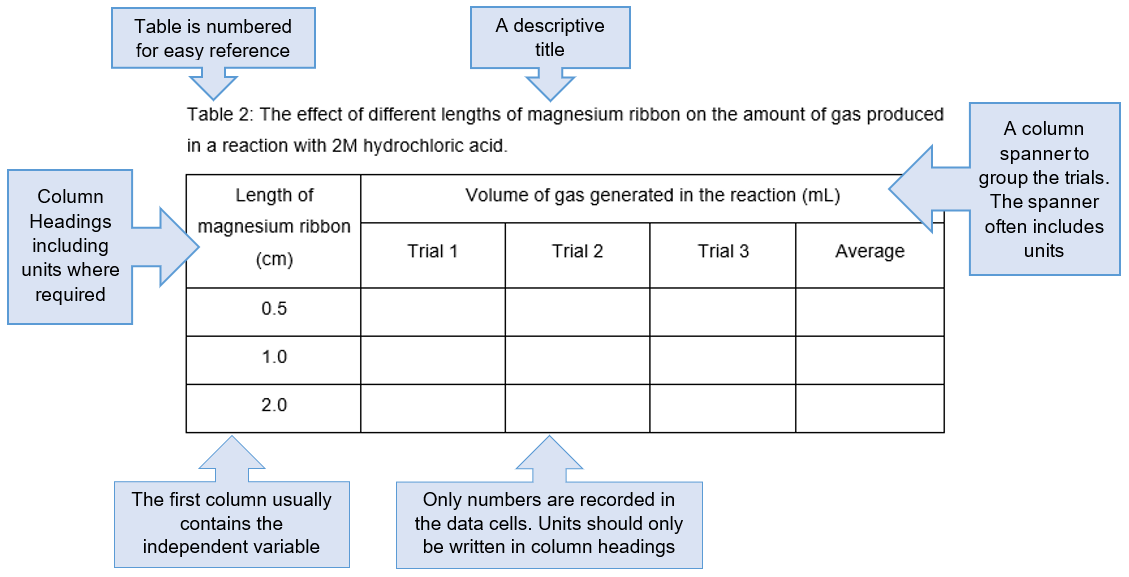 Table is numbered
for easy reference
A descriptive
title
Table 2: The effect of different lengths of magnesium ribbon on the amount of gas produced
in a reaction with 2M hydrochloric acid.
A column
spanner to
group the trials.
The spanner
often includes
units
Column
Headings
including
units where
required
Length of
magnesium ribbon
(cm)
Volume of gas generated in the reaction (mL)
Trial 1
Trial 2
Trial 3
Average
0.5
1.0
2.0
The first column usually
contains the
independent variable
Only numbers are recorded in
the data cells. Units should only
be written in column headings